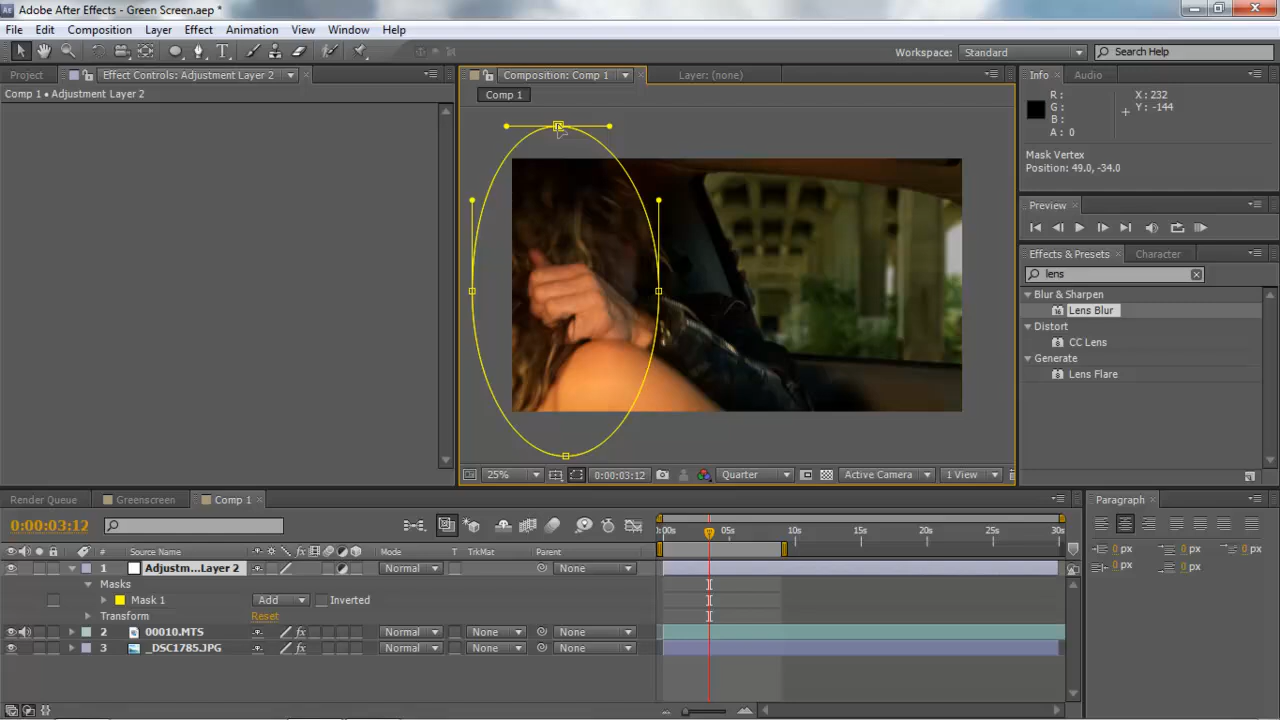 Adobe After Effects - Green Screen.aep *
File Edit Composition Layer Effect Animation View Window Help
Workspace: Standard Search Help
Project Effect Controls: Adjustment Layer 2 Composition: Comp 1 Layer: (none) Info Audio
Comp 1 • Adjustment Layer 2
Comp 1
R:
G:
B:
A: 0
X: 232
Y: -144
Mask Vertex
Position: 49.0, -34.0
Preview
Effects & Presets Character
lens
Blur & Sharpen
Lens Blur
Distort
CC Lens
Generate
Lens Flare
25% 0:00:03:12 Quarter Active Camera 1 View
Render Queue Greenscreen Comp 1 Paragraph
0:00:03:12
:00s 05s 10s 15s 20s 25s 30s
# Source Name Mode T TrkMat Parent
1 Adjustm...Layer 2 Normal None
Masks
Mask 1 Add Inverted
Transform Reset
2 00010.MTS Normal None None
3 _DSC1785.JPG Normal None None
0 px 0 px 0 px
0 px 0 px